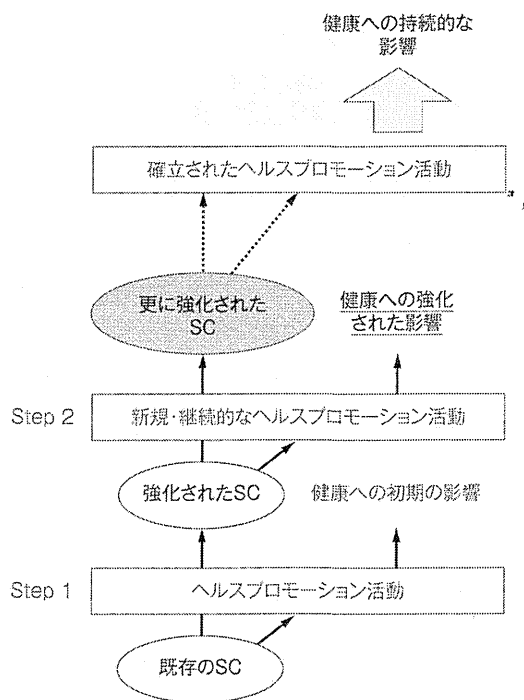 健康への持続的な
影響
確立されたヘルスプロモーション活動
更に強化された
SC
健康への強化
された影響
Step 2
新規・継続的なヘルスプロモーション活動
強化されたSC
健康への初期の影響
Step 1
ヘルスプロモーション活動
既存のSC